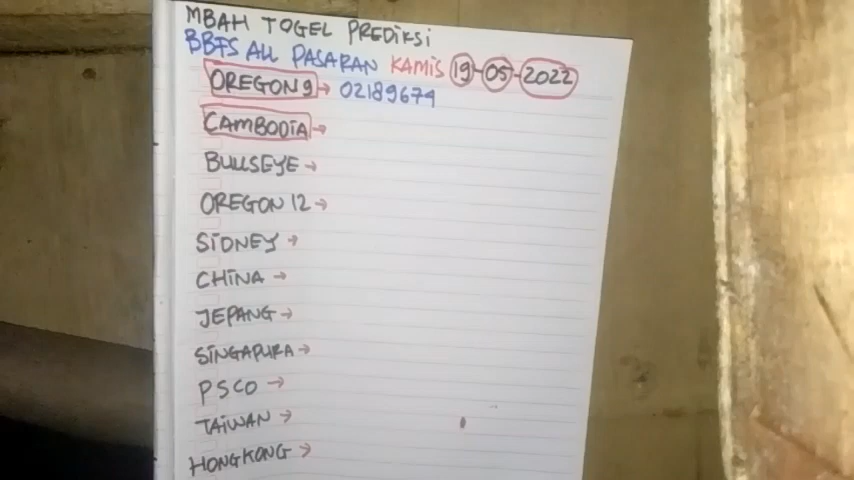 MBAH TOGEL PREDIKSI
BBFS ALL PASARAN KAMIS 19-05-2022
OREGON 9 → 02189674
CAMBODIA →
BULLSEYE →
OREGON 12 →
SIDNEY →
CHINA →
JEPANG →
SINGAPURA →
PSCO →
TAIWAN →
HONGKONG →